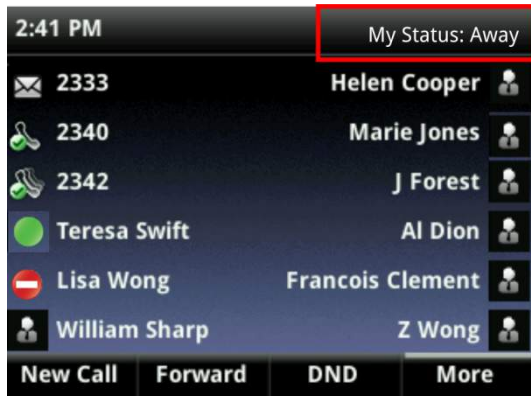 2:41 PM My Status: Away
2333 Helen Cooper
2340 Marie Jones
2342 J Forest
Teresa Swift Al Dion
Lisa Wong Francois Clement
William Sharp Z Wong
New Call Forward DND More